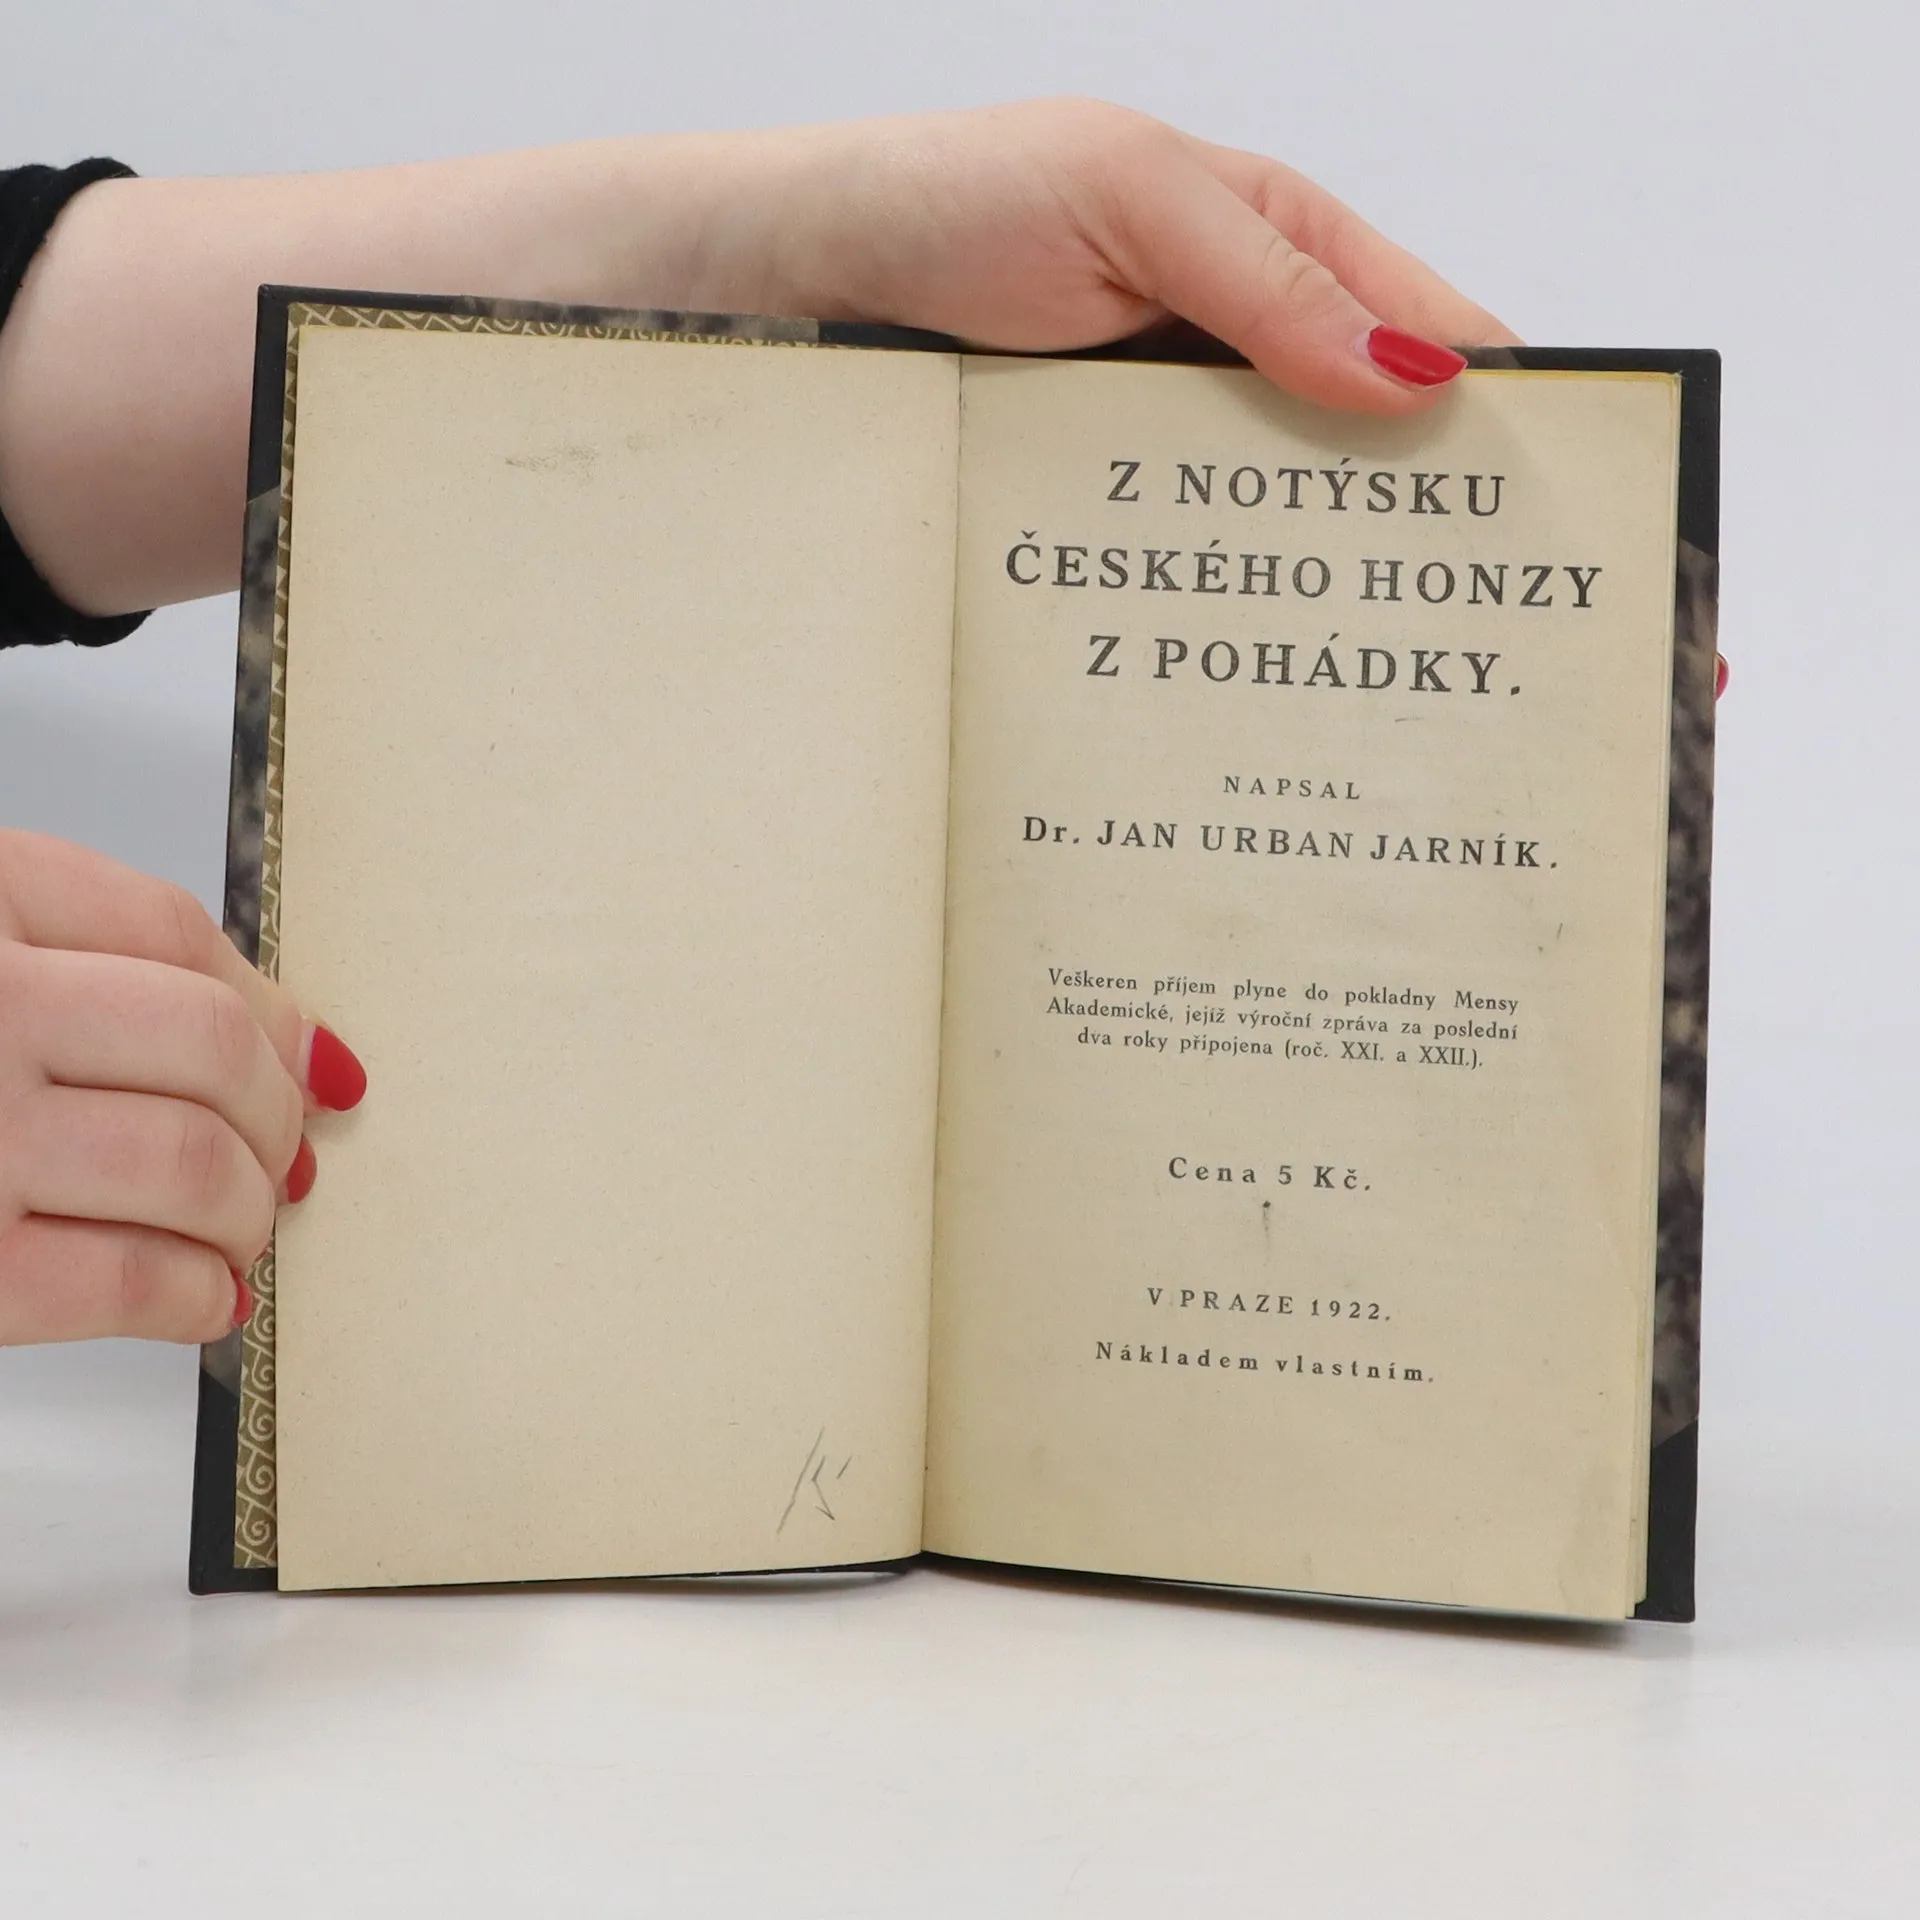 Z NOTÝSKU
ČESKÉHO HONZY
Z POHÁDKY.
NAPSAL
Dr. JAN URBAN JARNÍK.
Veškeren příjem plyne do pokladny Mensy
Akademické, jejíž výroční zpráva za poslední
dva roky připojena (roč. XXI. a XXII.).
Cena 5 Kč.
V PRAZE 1922.
Nákladem vlastním.